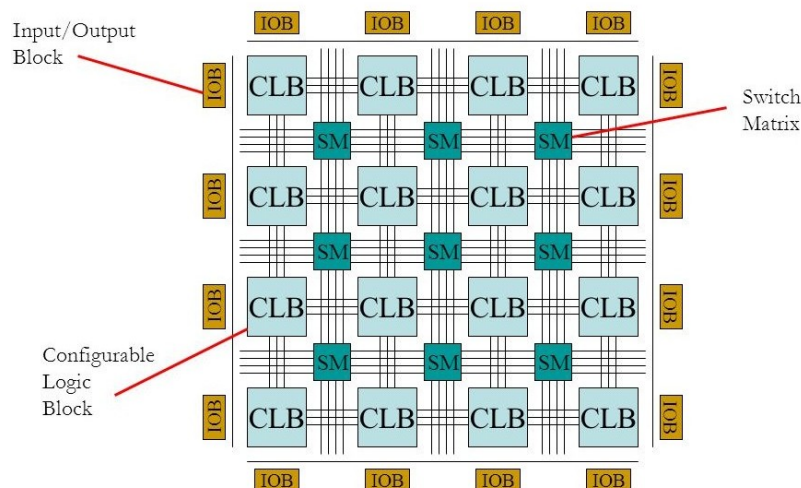 IOB IOB IOB IOB
Input/Output
Block
IOB CLB CLB CLB CLB IOB
Switch
Matrix
SM SM SM
IOB CLB CLB CLB CLB IOB
SM SM SM
IOB CLB CLB CLB CLB IOB
Configurable
Logic
Block
SM SM SM
IOB CLB CLB CLB CLB IOB
IOB IOB IOB IOB